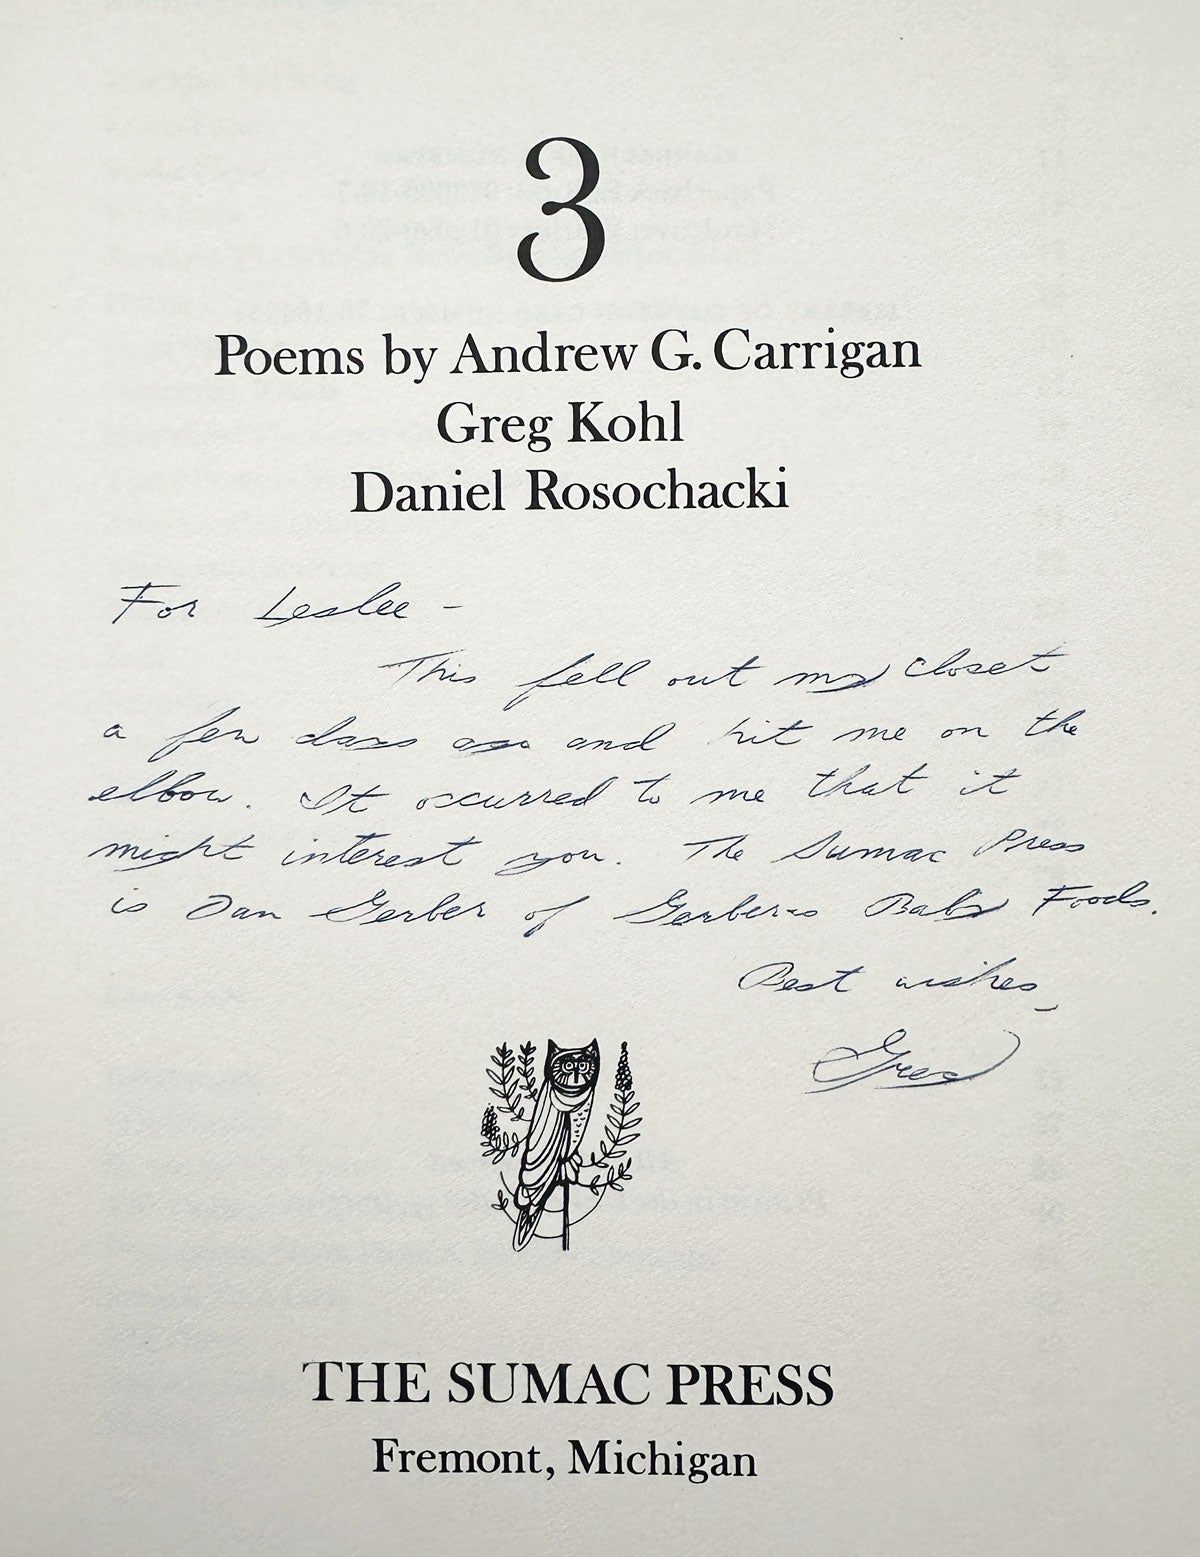 3
Poems by Andrew G. Carrigan
Greg Kohl
Daniel Rosochacki
For Leslee -
This fell out my closet
a few days ago and hit me on the
elbow. It occurred to me that it
might interest you. The Sumac Press
is Dan Gerber of Gerbers Baby Foods.
Best wishes,
Greg
THE SUMAC PRESS
Fremont, Michigan